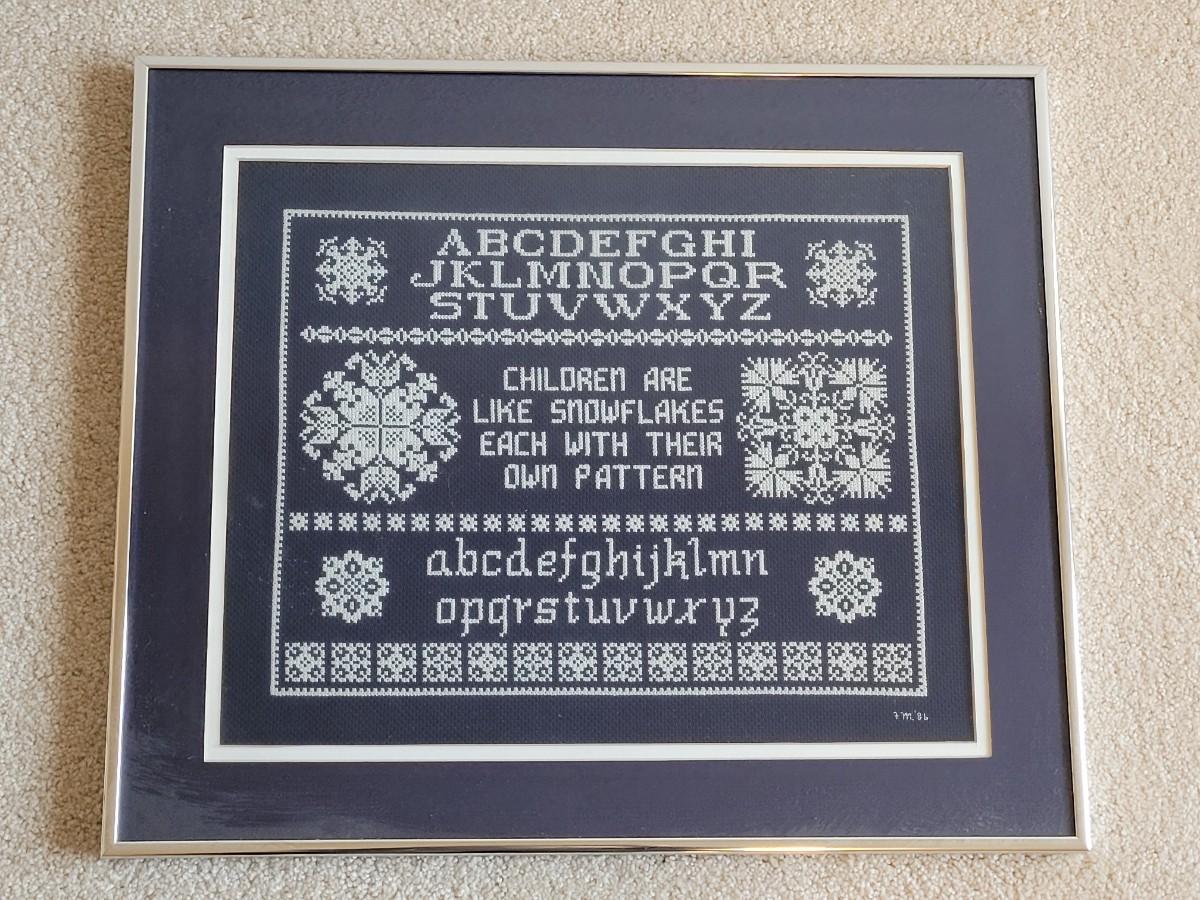 ABCDEFGHI
JKLMNOPQR
STUVWXYZ
CHILDREN ARE
LIKE SNOWFLAKES
EACH WITH THEIR
OWN PATTERN
abcdefghijklmn
opqrstuvwxyz